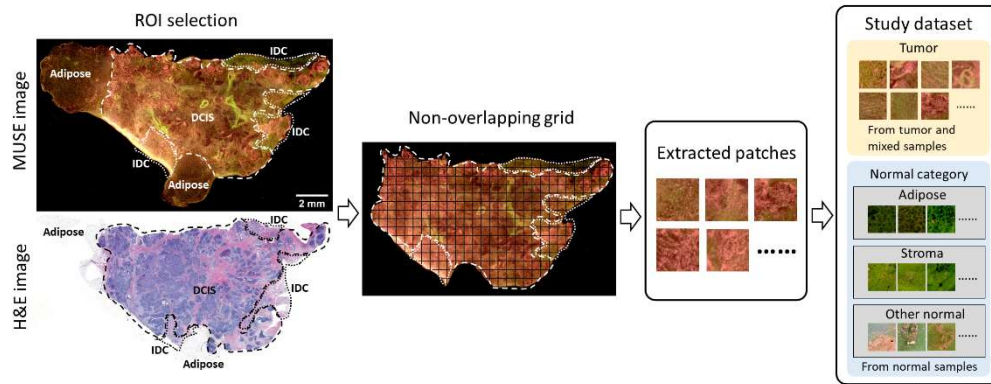 ROI selection
MUSE image
Adipose
IDC
DCIS
IDC
IDC
Adipose
2 mm
H&E image
Adipose
DCIS
IDC
IDC
Adipose
Non-overlapping grid
Extracted patches
......
Study dataset
Tumor
......
From tumor and
mixed samples
Normal category
Adipose
......
Stroma
......
Other normal
......
From normal samples